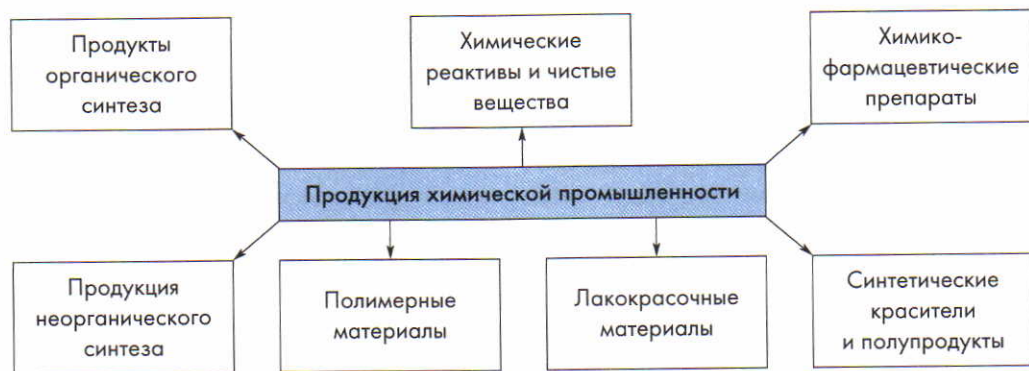 Продукты
органического
синтеза
Химические
реактивы и чистые
вещества
Химико-
фармацевтические
препараты
Продукция химической промышленности
Продукция
неорганического
синтеза
Полимерные
материалы
Лакокрасочные
материалы
Синтетические
красители
и полупродукты